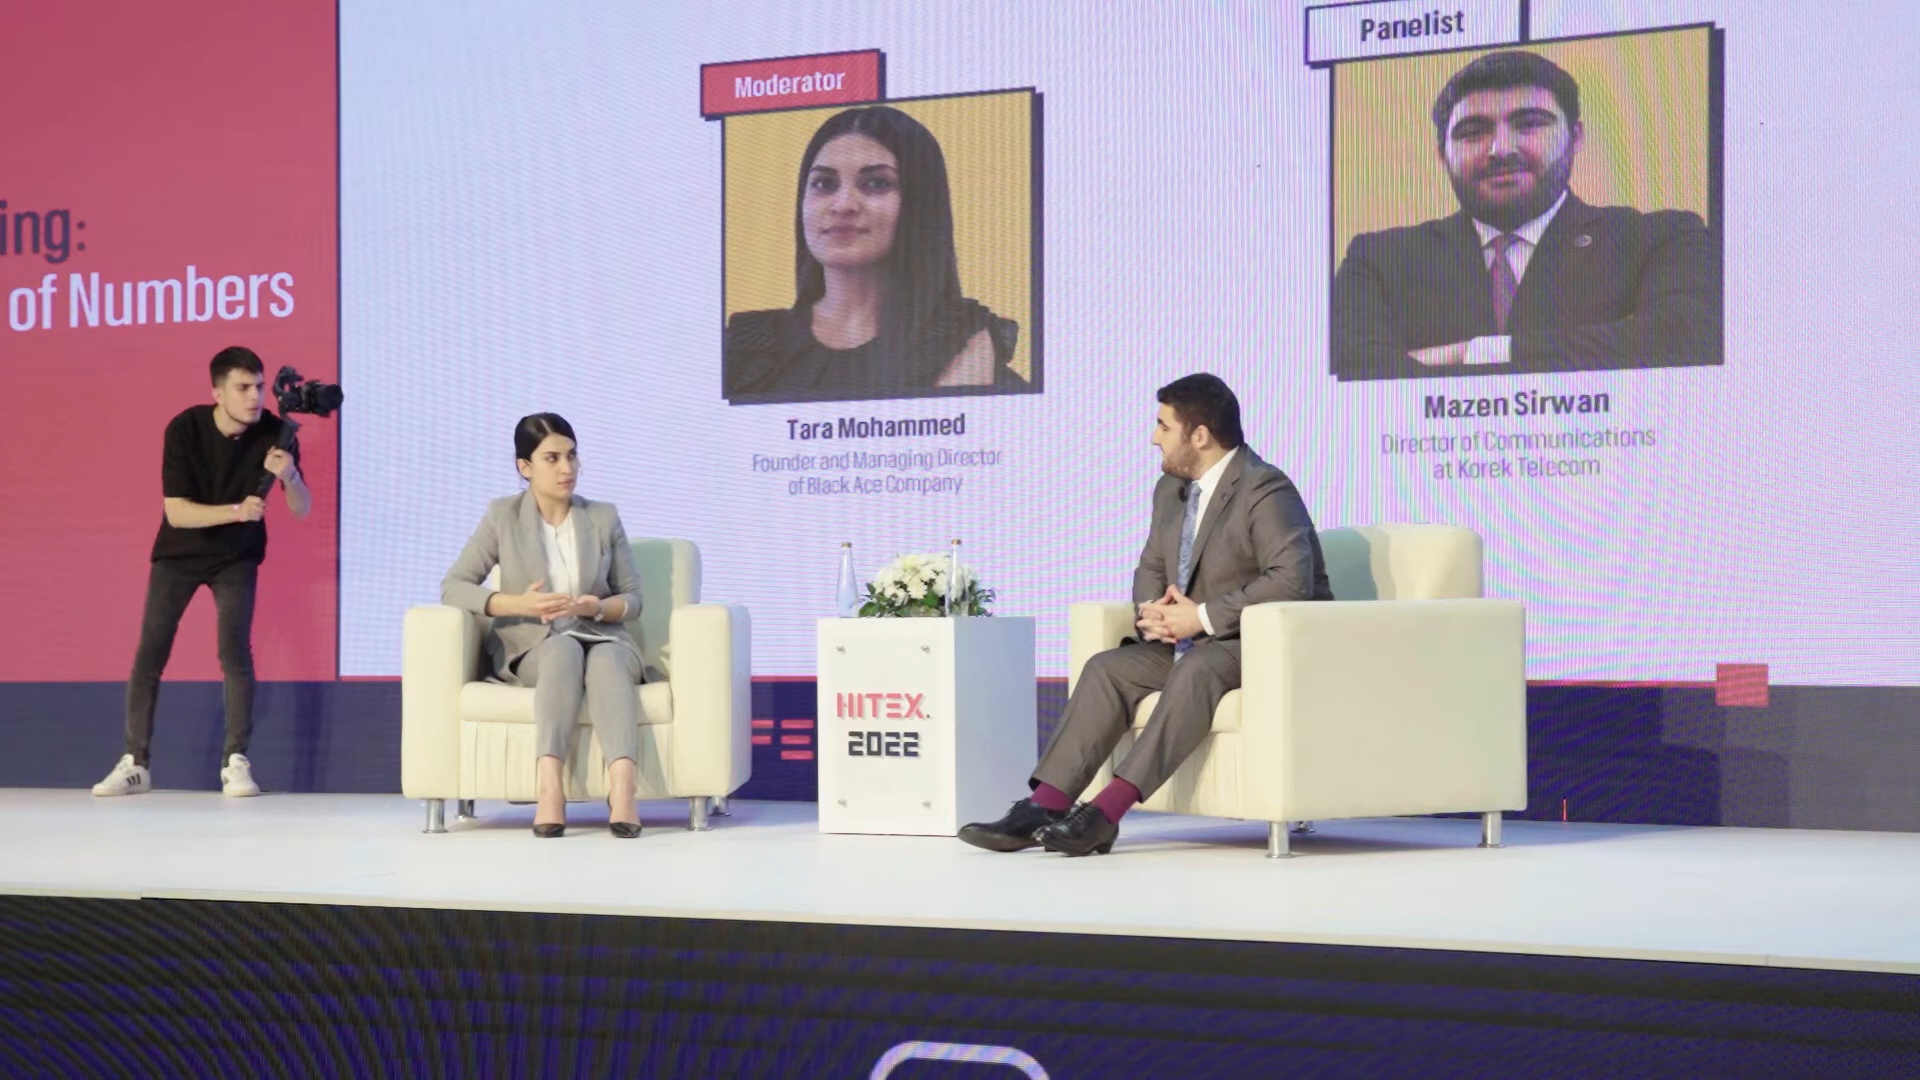 ing:
of Numbers
Moderator
Tara Mohammed
Founder and Managing Director
of Black Ace Company
Panelist
Mazen Sirwan
Director of Communications
at Korek Telecom
HITEX.
2022